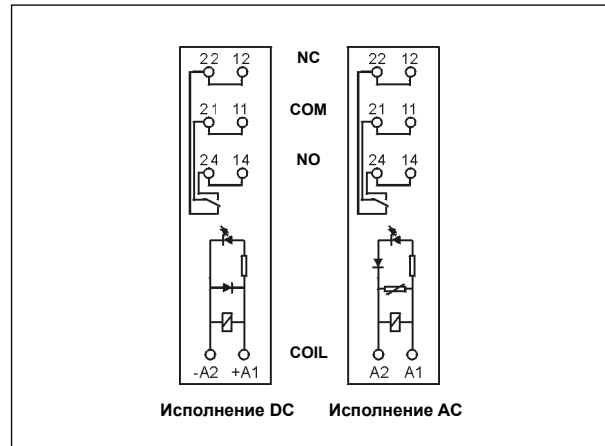 22 12 NC 22 12
21 11 COM 21 11
24 14 NO 24 14
COIL
-A2 +A1 A2 A1
Исполнение DC Исполнение AC